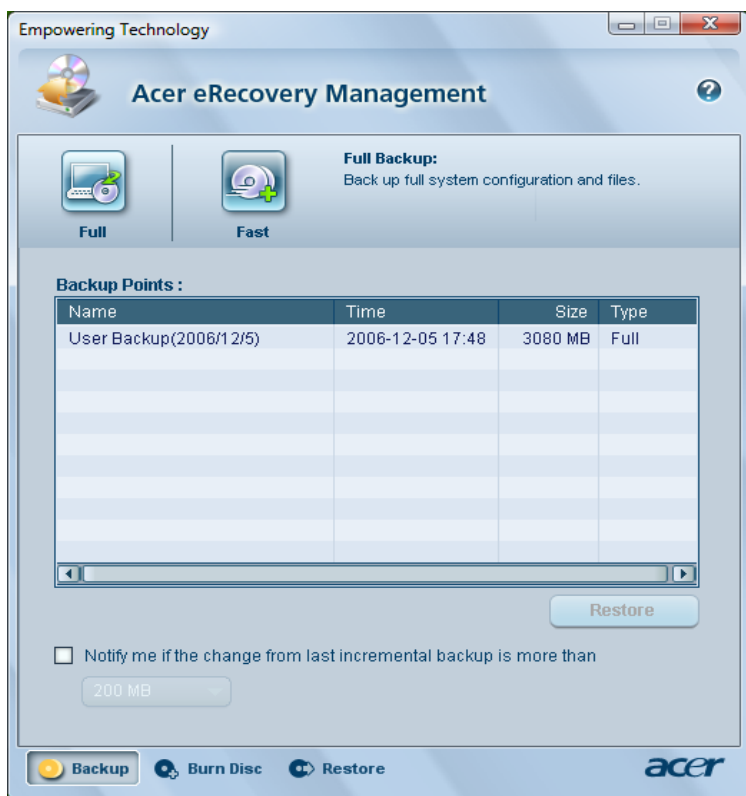 Empowering Technology
Acer eRecovery Management
Full Backup:
Back up full system configuration and files.
Full
Fast
Backup Points :
Name Time Size Type
User Backup(2006/12/5) 2006-12-05 17:48 3080 MB Full
Restore
Notify me if the change from last incremental backup is more than
200 MB
Backup Burn Disc Restore acer